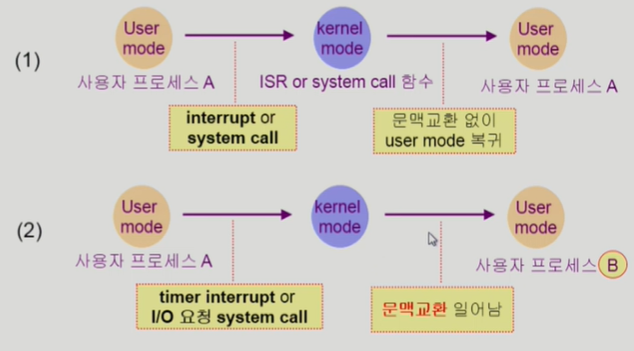 (1)
User
mode
kernel
mode
User
mode
사용자 프로세스 A
ISR or system call 함수
사용자 프로세스 A
interrupt or
system call
문맥교환 없이
user mode 복귀
(2)
User
mode
kernel
mode
User
mode
사용자 프로세스 A
사용자 프로세스 B
timer interrupt or
I/O 요청 system call
문맥교환 일어남